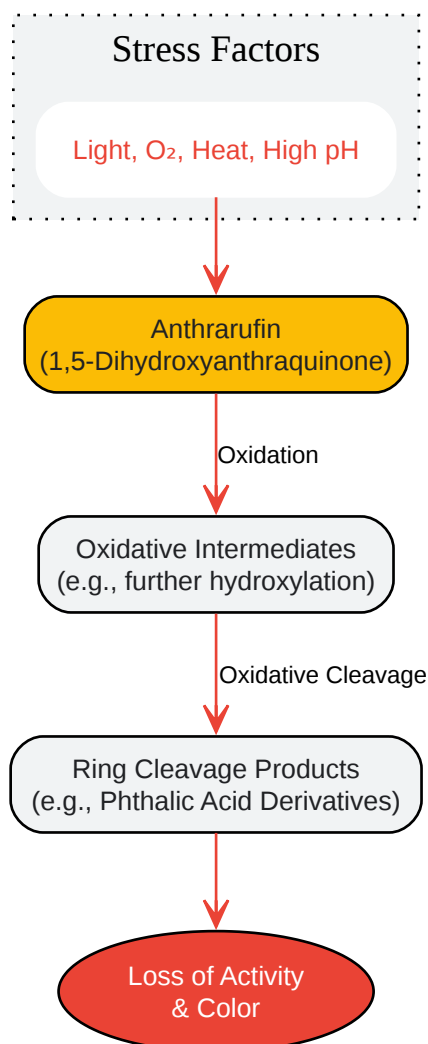 Stress Factors
Light, O₂, Heat, High pH
Anthrarufin
(1,5-Dihydroxyanthraquinone)
Oxidation
Oxidative Intermediates
(e.g., further hydroxylation)
Oxidative Cleavage
Ring Cleavage Products
(e.g., Phthalic Acid Derivatives)
Loss of Activity
& Color